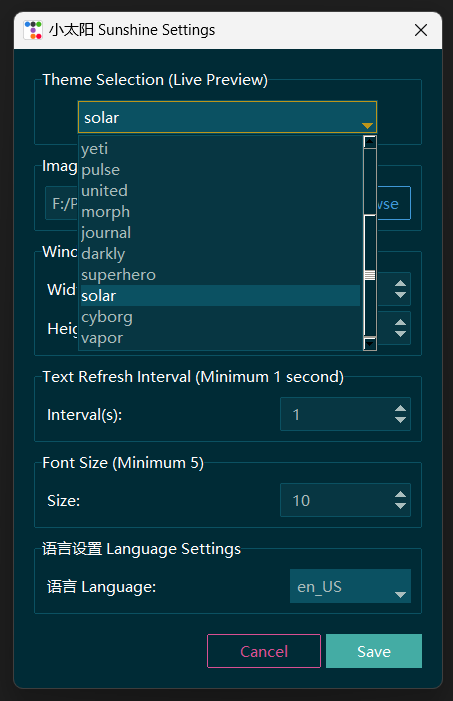 小太阳 Sunshine Settings
Theme Selection (Live Preview)
solar
yeti
pulse
united
morph
journal
darkly
superhero
solar
cyborg
vapor
Imag
F:/P
wse
Wind
Wid
Heig
Text Refresh Interval (Minimum 1 second)
Interval(s): 1
Font Size (Minimum 5)
Size: 10
语言设置 Language Settings
语言 Language: en_US
Cancel Save